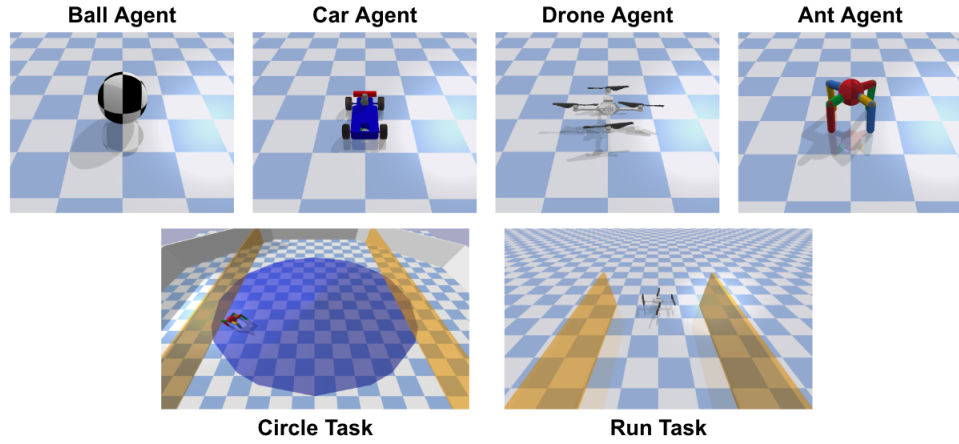 Ball Agent
Car Agent
Drone Agent
Ant Agent
Circle Task
Run Task